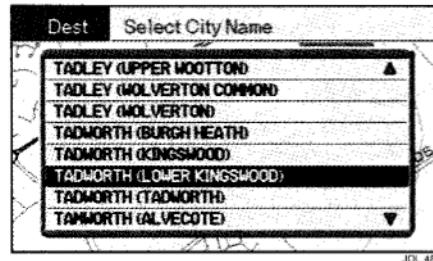 Dest Select City Name
TADLEY (UPPER WOOTTON)
TADLEY (WOLVERTON COMMON)
TADLEY (WOLVERTON)
TADWORTH (BURGH HEATH)
TADWORTH (KINGSWOOD)
TADWORTH (LOWER KINGSWOOD)
TADWORTH (TADWORTH)
TAMWORTH (ALVECOTE)